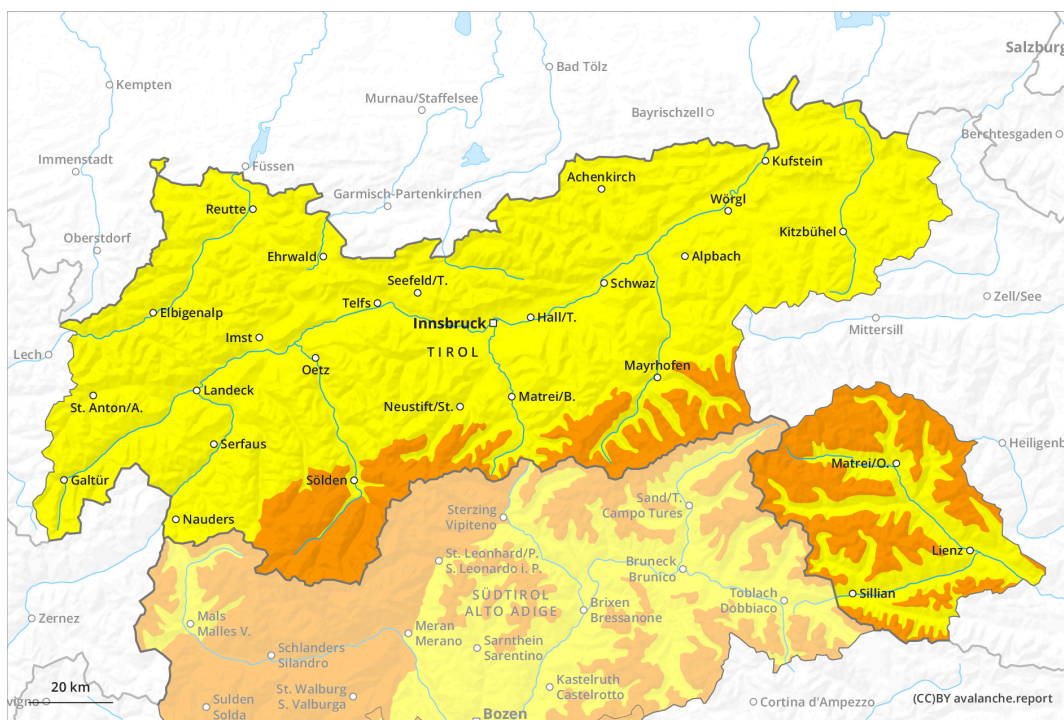 Salzburg
Bad Tölz
Kempten
Murnau/Staffelsee
Bayrischzell
Berchtesgaden
Immenstadt
Füssen
Kufstein
Achenkirch
Garmisch-Partenkirchen
Wörgl
Reutte
Kitzbühel
Oberstdorf
Ehrwald
Alpbach
Seefeld/T.
Schwaz
Zell/See
Telfs
Elbigenalp
Hall/T.
Innsbruck
Mittersill
Imst
TIROL
Lech
Oetz
Mayrhofen
Landeck
Matrei/B.
St. Anton/A.
Neustift/St.
Serfaus
Heiligenb
Matrei/O.
Galtür
Sölden
Sand/T.
Campo Tures
Sterzing
Vipiteno
Nauders
Lienz
St. Leonhard/P.
S. Leonardo i. P.
Bruneck
Brunico
Toblach
Dobbiaco
Sillian
SÜDTIROL
ALTO ADIGE
Brixen
Bressanone
Zernez
Mals
Malles V.
Meran
Merano
Sarnthein
Sarentino
Schlanders
Silandro
Kastelruth
Castelrotto
20 km
St. Walburg
S. Valburga
vigno
Sulden
Solda
Cortina d'Ampezzo
(CC)BY avalanche.report
Bozen